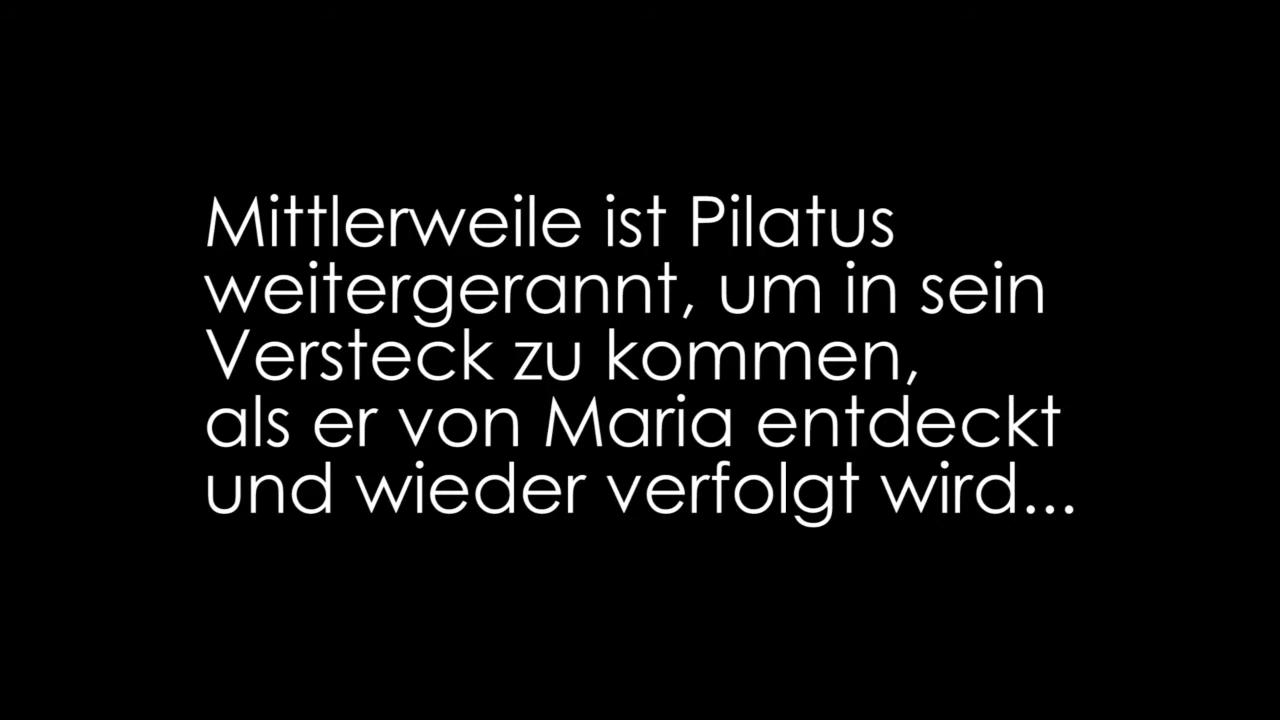 Mittlerweile ist Pilatus
weitergerannt, um in sein
Versteck zu kommen,
als er von Maria entdeckt
und wieder verfolgt wird...